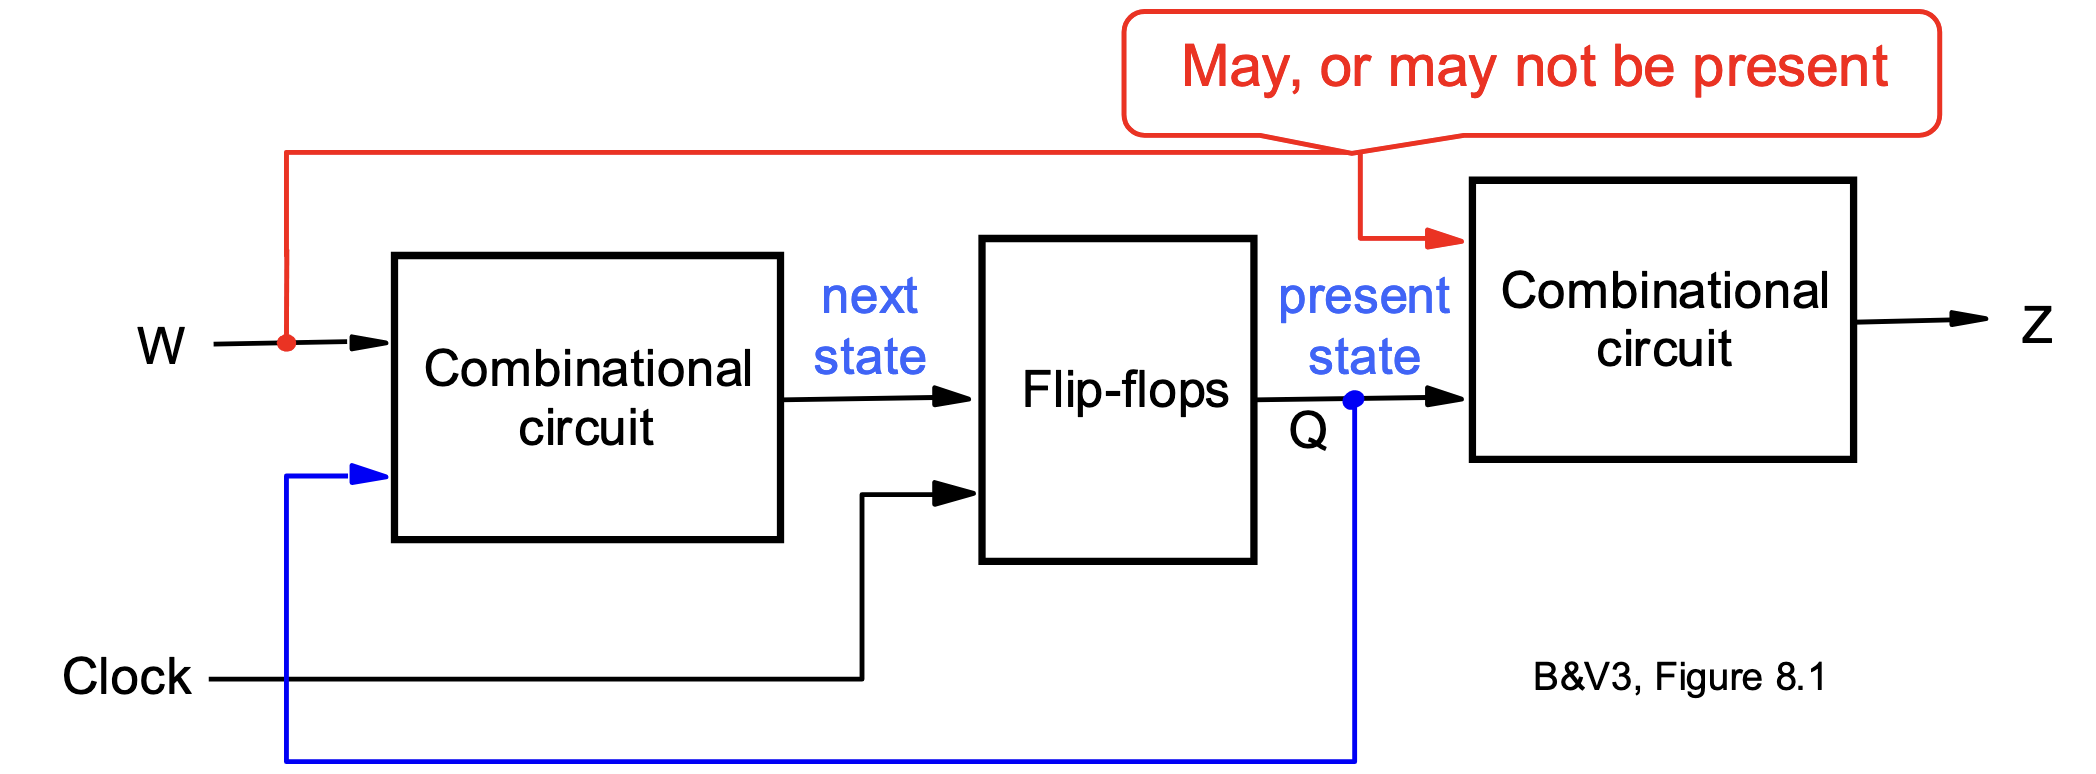 May, or may not be present
W
Combinational
circuit
next
state
Flip-flops
present
state
Q
Combinational
circuit
Z
Clock
B&V3, Figure 8.1